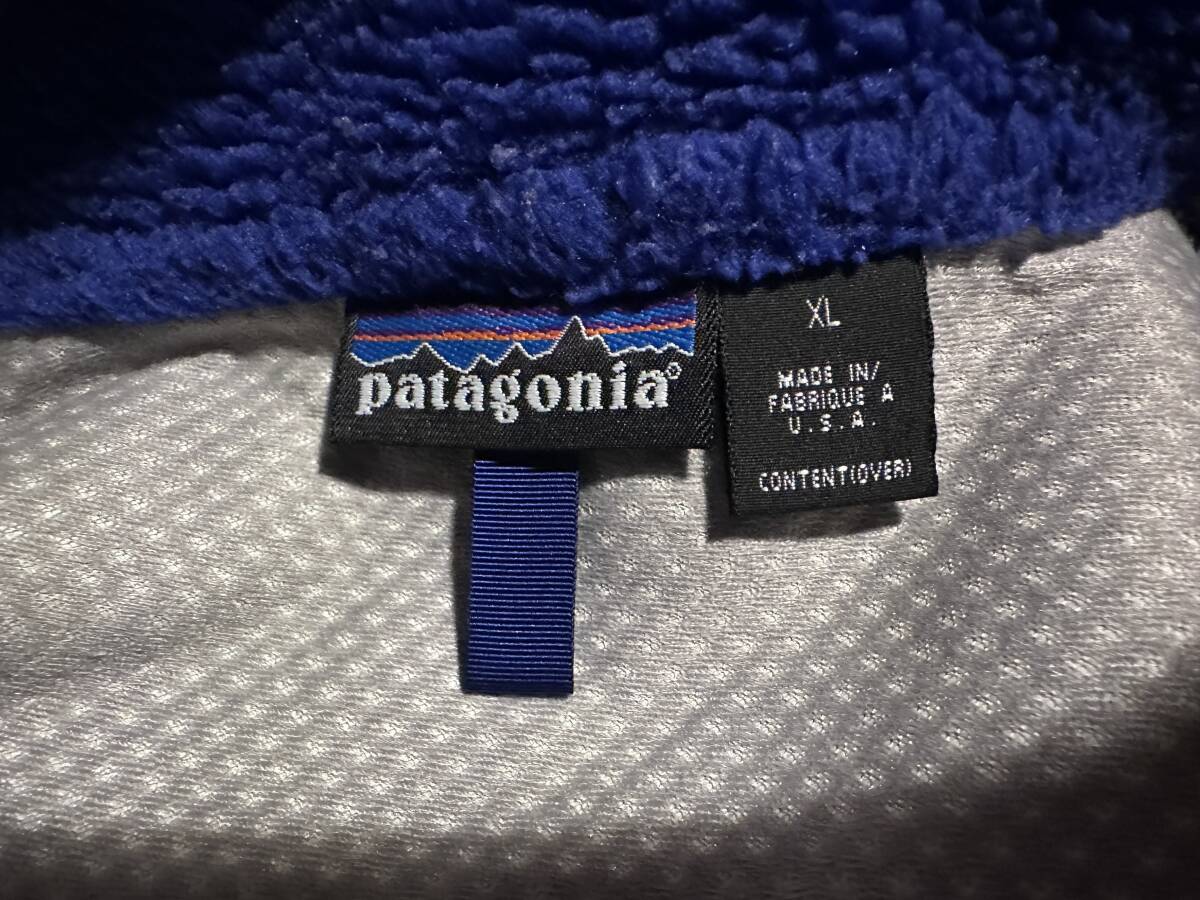 patagonia®
XL
MADE IN/
FABRIQUE A
U.S.A.
CONTENT(OVER)